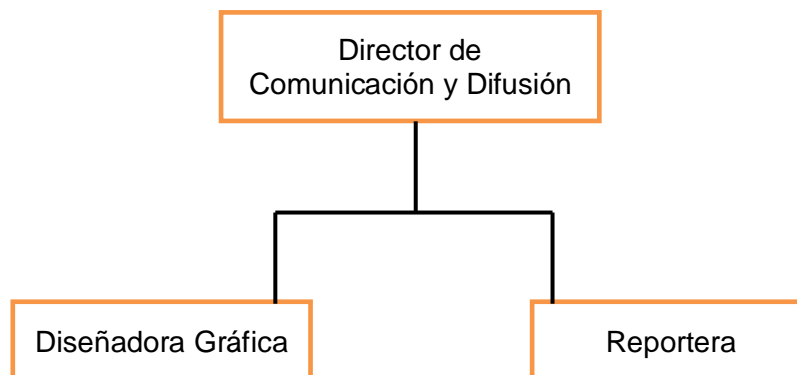 Director de
Comunicación y Difusión
Diseñadora Gráfica
Reportera